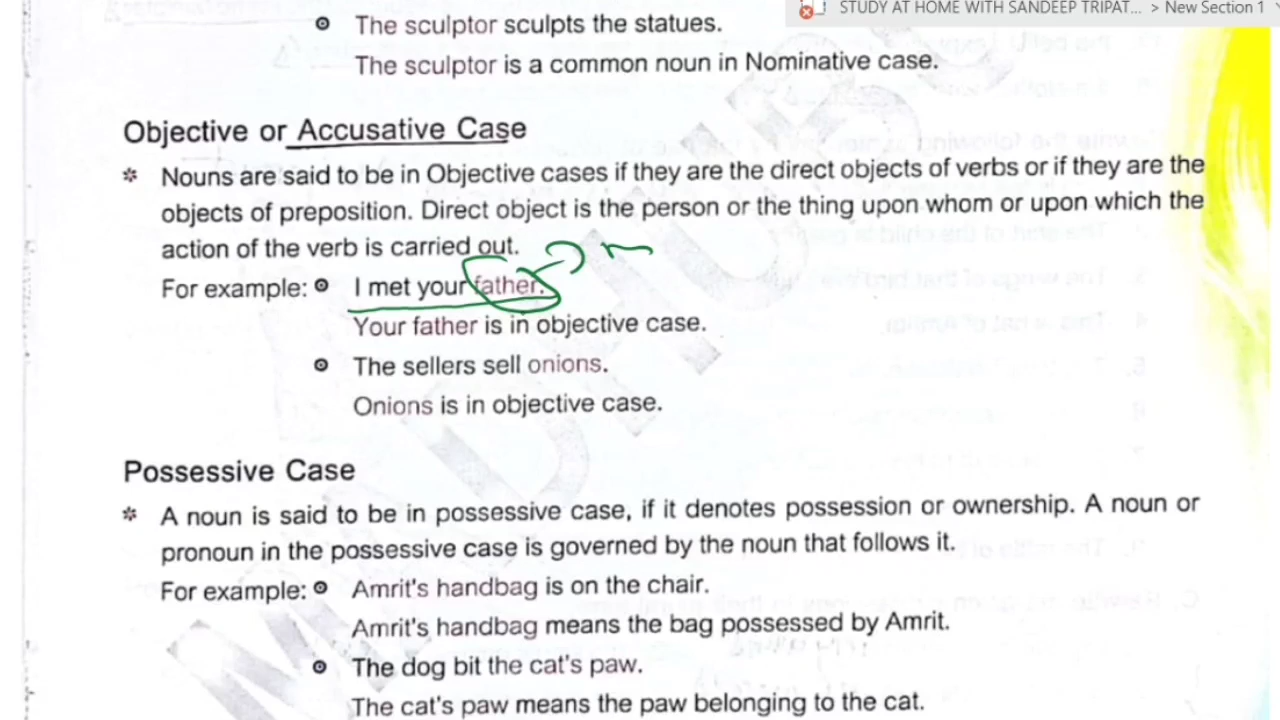 STUDY AT HOME WITH SANDEEP TRIPAT... > New Section 1
The sculptor sculpts the statues.
The sculptor is a common noun in Nominative case.
Objective or Accusative Case
* Nouns are said to be in Objective cases if they are the direct objects of verbs or if they are the
objects of preposition. Direct object is the person or the thing upon whom or upon which the
action of the verb is carried out.
For example: I met your father.
Your father is in objective case.
The sellers sell onions.
Onions is in objective case.
Possessive Case
* A noun is said to be in possessive case, if it denotes possession or ownership. A noun or
pronoun in the possessive case is governed by the noun that follows it.
For example: Amrit's handbag is on the chair.
Amrit's handbag means the bag possessed by Amrit.
The dog bit the cat's paw.
The cat's paw means the paw belonging to the cat.